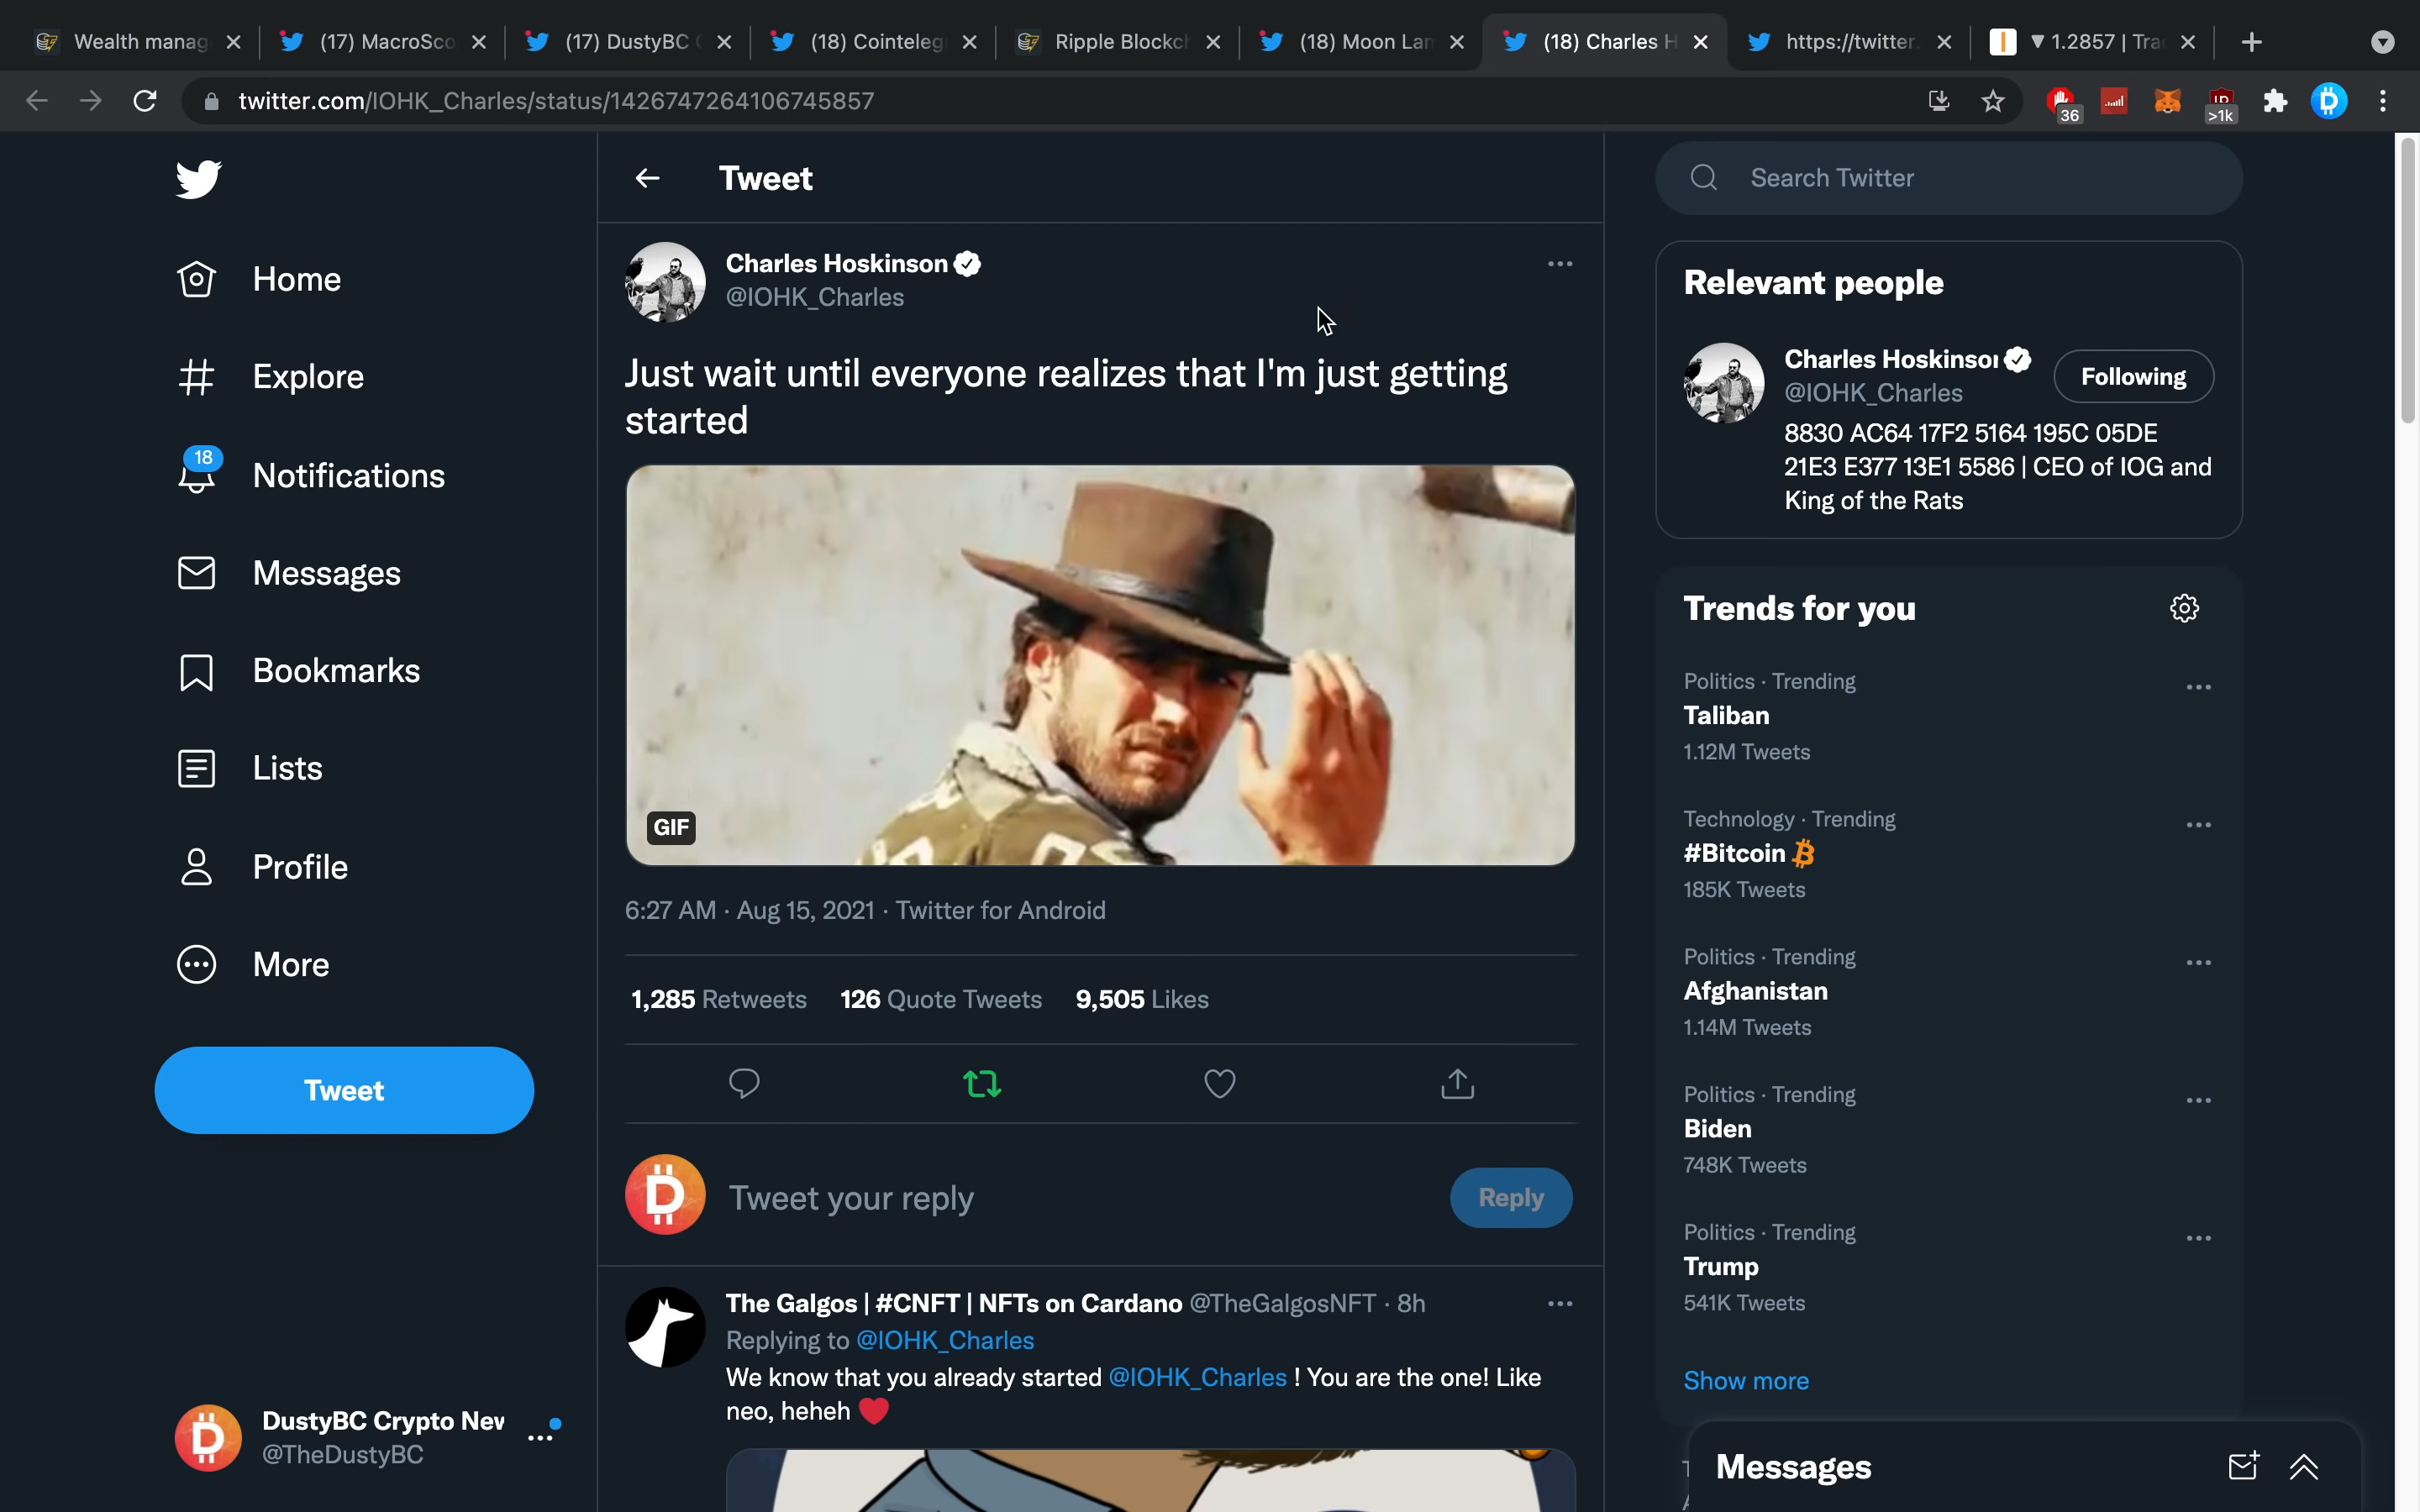 Wealth manag
(17) MacroSco
(17) DustyBC
(18) Cointeleg
Ripple Blockch
(18) Moon Lam
(18) Charles H
https://twitter.
▼ 1.2857 | Tra
twitter.com/IOHK_Charles/status/1426747264106745857
36
>1k
Home
Explore
18
Notifications
Messages
Bookmarks
Lists
Profile
More
Tweet
DustyBC Crypto New
@TheDustyBC
Tweet
Charles Hoskinson
@IOHK_Charles
Just wait until everyone realizes that I'm just getting
started
GIF
6:27 AM · Aug 15, 2021 · Twitter for Android
1,285 Retweets 126 Quote Tweets 9,505 Likes
Tweet your reply
Reply
The Galgos | #CNFT | NFTs on Cardano @TheGalgosNFT · 8h
Replying to @IOHK_Charles
We know that you already started @IOHK_Charles ! You are the one! Like
neo, heheh ❤️
Search Twitter
Relevant people
Charles Hoskinson
@IOHK_Charles
Following
8830 AC64 17F2 5164 195C 05DE
21E3 E377 13E1 5586 | CEO of IOG and
King of the Rats
Trends for you
Politics · Trending
Taliban
1.12M Tweets
Technology · Trending
#Bitcoin
185K Tweets
Politics · Trending
Afghanistan
1.14M Tweets
Politics · Trending
Biden
748K Tweets
Politics · Trending
Trump
541K Tweets
Show more
Messages